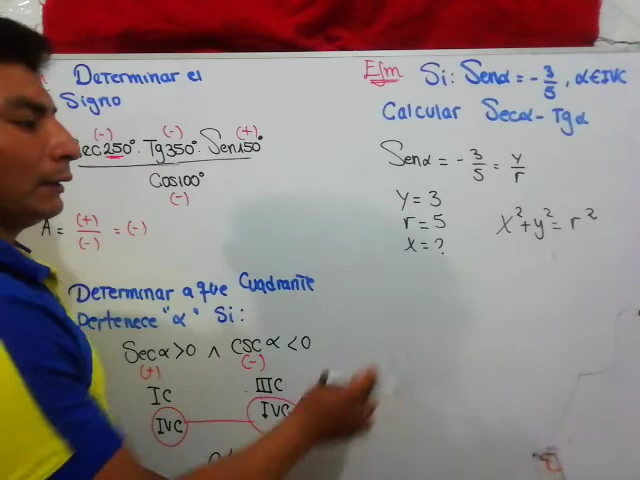 Determinar el
Signo
(-) (-) (+)
ec250°. Tg350°. Sen150°
Cos100°
(-)
A = (+)/(-) = (-)
Determinar a que Cuadrante
Pertenece "α" Si:
Secα>0 ∧ Cscα<0
(+) (-)
IC IIIC
IVC IVC
Ejm Si: Senα = -3/5, α∈IVC
Calcular Secα - Tgα
Senα = -3/5 = y/r
y = 3
r = 5
x = ?
x²+y²= r²